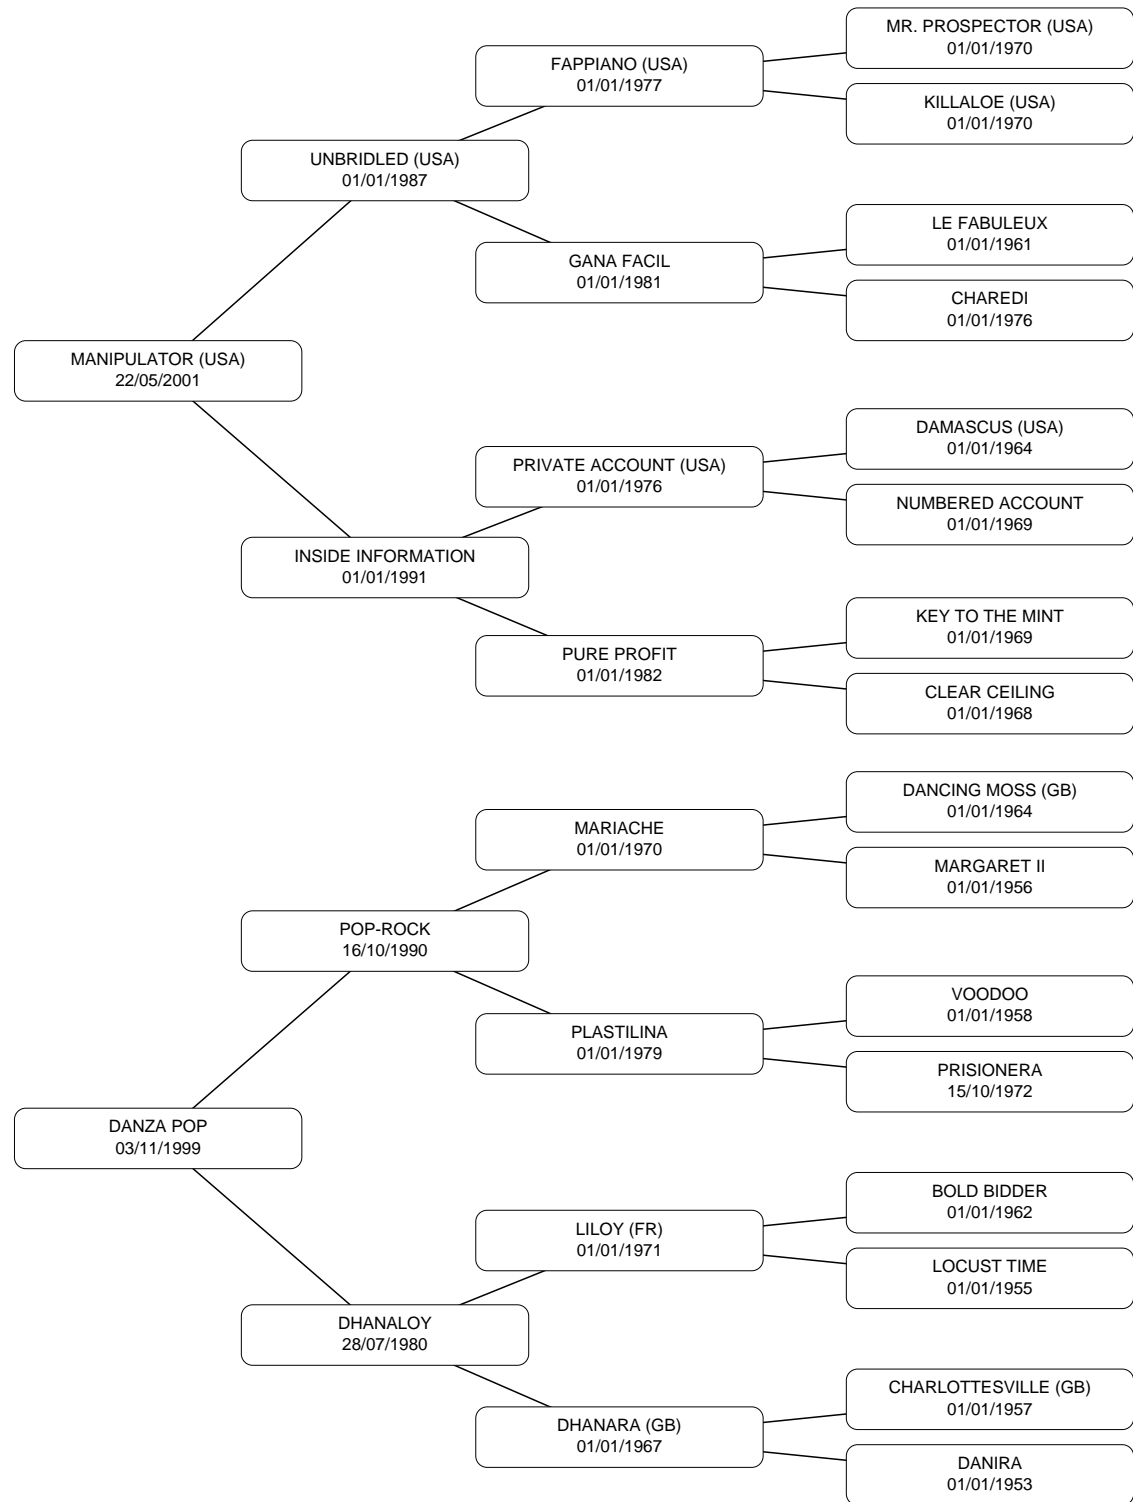 MR. PROSPECTOR (USA)
01/01/1970
FAPPIANO (USA)
01/01/1977
KILLALOE (USA)
01/01/1970
UNBRIDLED (USA)
01/01/1987
LE FABULEUX
01/01/1961
GANA FACIL
01/01/1981
CHAREDI
01/01/1976
MANIPULATOR (USA)
22/05/2001
DAMASCUS (USA)
01/01/1964
PRIVATE ACCOUNT (USA)
01/01/1976
NUMBERED ACCOUNT
01/01/1969
INSIDE INFORMATION
01/01/1991
KEY TO THE MINT
01/01/1969
PURE PROFIT
01/01/1982
CLEAR CEILING
01/01/1968
DANCING MOSS (GB)
01/01/1964
MARIACHE
01/01/1970
MARGARET II
01/01/1956
POP-ROCK
16/10/1990
VOODOO
01/01/1958
PLASTILINA
01/01/1979
PRISIONERA
15/10/1972
DANZA POP
03/11/1999
BOLD BIDDER
01/01/1962
LILOY (FR)
01/01/1971
LOCUST TIME
01/01/1955
DHANALOY
28/07/1980
CHARLOTTESVILLE (GB)
01/01/1957
DHANARA (GB)
01/01/1967
DANIRA
01/01/1953